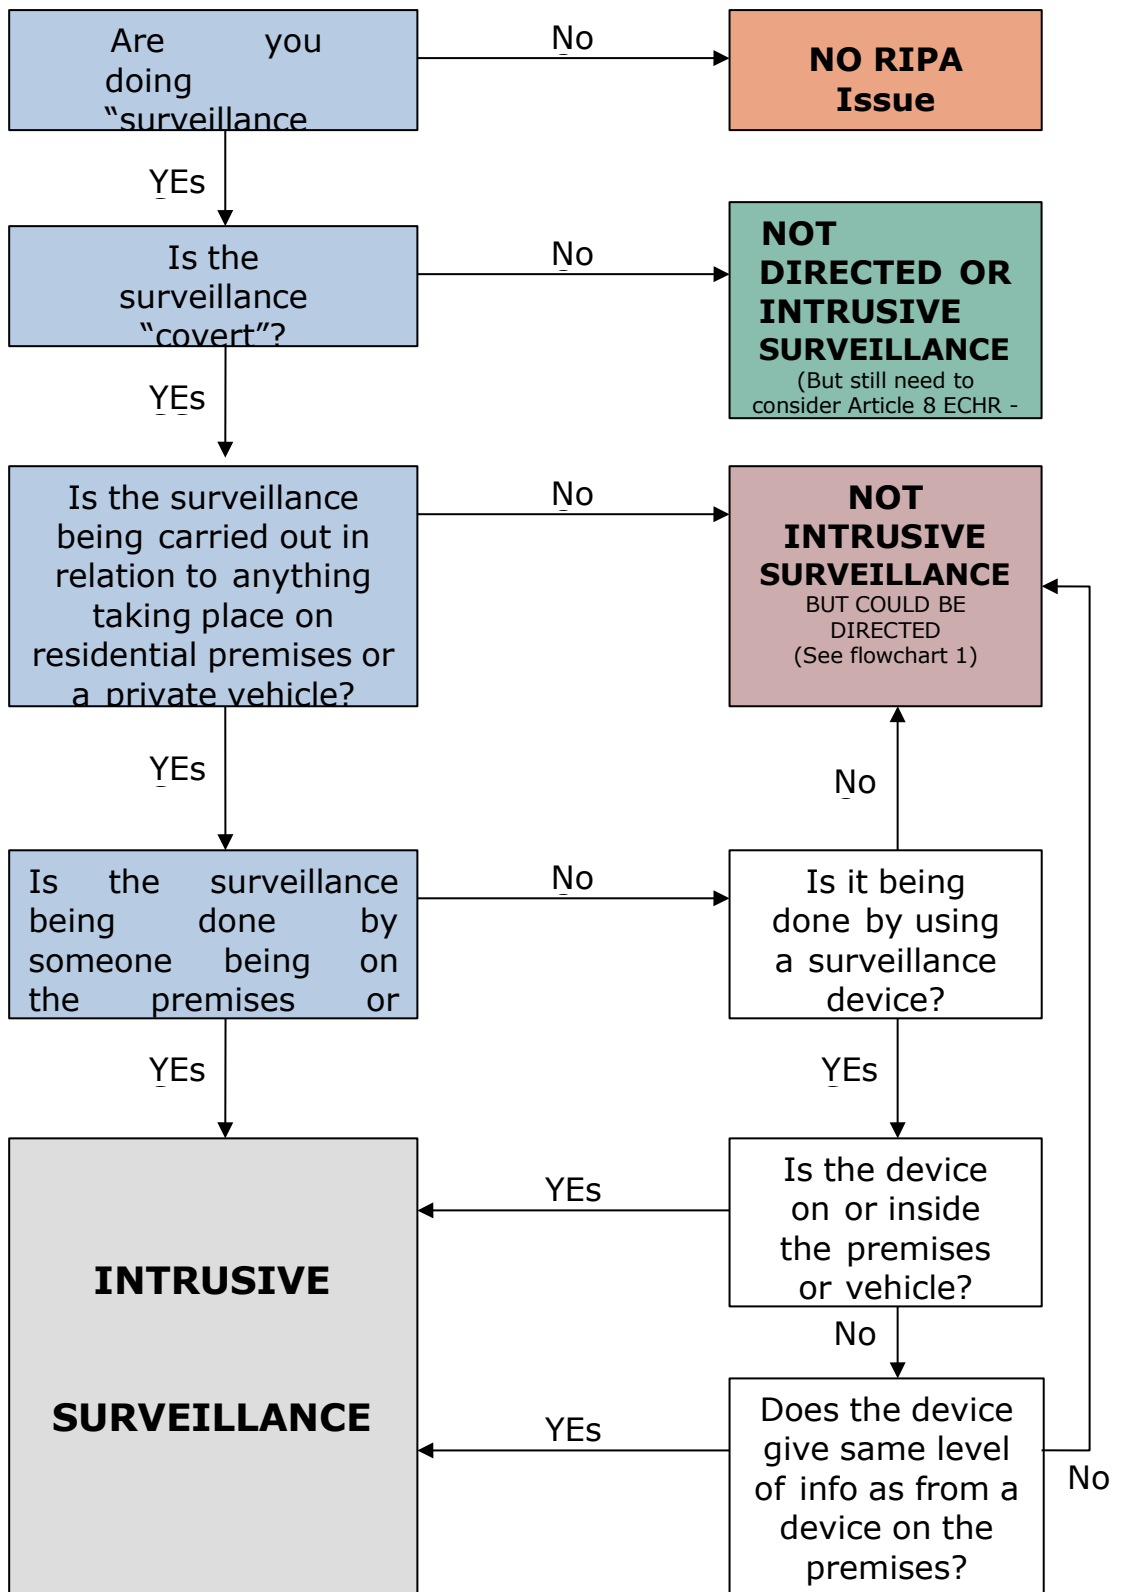 Are you
doing
“surveillance
No
NO RIPA
Issue
YEs
Is the
surveillance
“covert”?
No
NOT
DIRECTED OR
INTRUSIVE
SURVEILLANCE
(But still need to
consider Article 8 ECHR -
YEs
Is the surveillance
being carried out in
relation to anything
taking place on
residential premises or
a private vehicle?
No
NOT
INTRUSIVE
SURVEILLANCE
BUT COULD BE
DIRECTED
(See flowchart 1)
YEs
No
Is the surveillance
being done by
someone being on
the premises or
No
Is it being
done by using
a surveillance
device?
YEs
YEs
INTRUSIVE
SURVEILLANCE
YEs
Is the device
on or inside
the premises
or vehicle?
No
YEs
Does the device
give same level
of info as from a
device on the
premises?
No